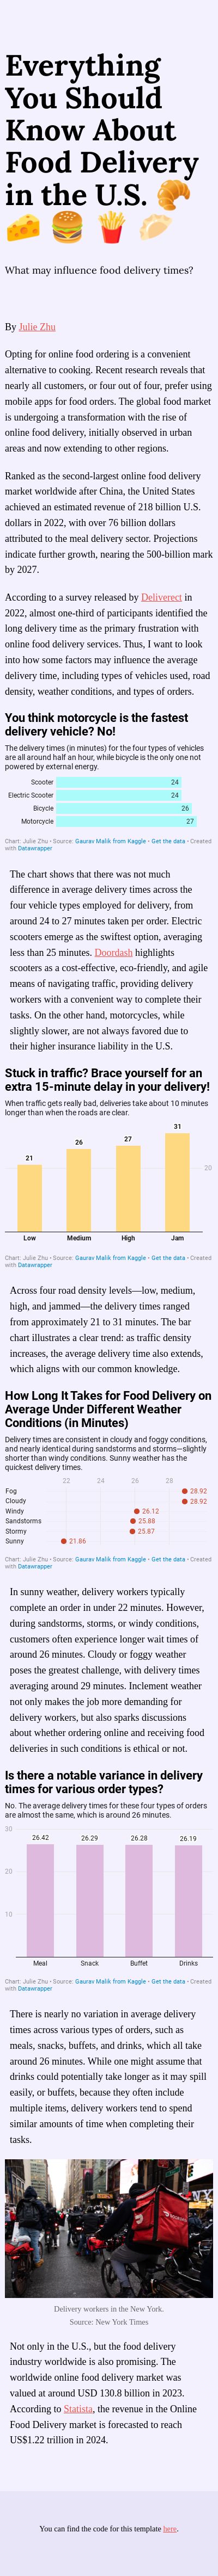 Everything
You Should
Know About
Food Delivery
in the U.S. 🥐
🧀 🍔 🍟 🥟
What may influence food delivery times?
By Julie Zhu
Opting for online food ordering is a convenient
alternative to cooking. Recent research reveals that
nearly all customers, or four out of four, prefer using
mobile apps for food orders. The global food market
is undergoing a transformation with the rise of
online food delivery, initially observed in urban
areas and now extending to other regions.
Ranked as the second-largest online food delivery
market worldwide after China, the United States
achieved an estimated revenue of 218 billion U.S.
dollars in 2022, with over 76 billion dollars
attributed to the meal delivery sector. Projections
indicate further growth, nearing the 500-billion mark
by 2027.
According to a survey released by Deliverect in
2022, almost one-third of participants identified the
long delivery time as the primary frustration with
online food delivery services. Thus, I want to look
into how some factors may influence the average
delivery time, including types of vehicles used, road
density, weather conditions, and types of orders.
You think motorcycle is the fastest
delivery vehicle? No!
The delivery times (in minutes) for the four types of vehicles
are all around half an hour, while bicycle is the only one not
powered by external energy.
Scooter 24
Electric Scooter 24
Bicycle 26
Motorcycle 27
Chart: Julie Zhu • Source: Gaurav Malik from Kaggle • Get the data • Created
with Datawrapper
The chart shows that there was not much
difference in average delivery times across the
four vehicle types employed for delivery, from
around 24 to 27 minutes taken per order. Electric
scooters emerge as the swiftest option, averaging
less than 25 minutes. Doordash highlights
scooters as a cost-effective, eco-friendly, and agile
means of navigating traffic, providing delivery
workers with a convenient way to complete their
tasks. On the other hand, motorcycles, while
slightly slower, are not always favored due to
their higher insurance liability in the U.S.
Stuck in traffic? Brace yourself for an
extra 15-minute delay in your delivery!
When traffic gets really bad, deliveries take about 10 minutes
longer than when the roads are clear.
31
27
26
21
20
Low Medium High Jam
Chart: Julie Zhu • Source: Gaurav Malik from Kaggle • Get the data • Created
with Datawrapper
Across four road density levels—low, medium,
high, and jammed—the delivery times ranged
from approximately 21 to 31 minutes. The bar
chart illustrates a clear trend: as traffic density
increases, the average delivery time also extends,
which aligns with our common knowledge.
How Long It Takes for Food Delivery on
Average Under Different Weather
Conditions (in Minutes)
Delivery times are consistent in cloudy and foggy conditions,
and nearly identical during sandstorms and storms—slightly
shorter than windy conditions. Sunny weather has the
quickest delivery times.
22 24 26 28
Fog 28.92
Cloudy 28.92
Windy 26.12
Sandstorms 25.88
Stormy 25.87
Sunny 21.86
Chart: Julie Zhu • Source: Gaurav Malik from Kaggle • Get the data • Created
with Datawrapper
In sunny weather, delivery workers typically
complete an order in under 22 minutes. However,
during sandstorms, storms, or windy conditions,
customers often experience longer wait times of
around 26 minutes. Cloudy or foggy weather
poses the greatest challenge, with delivery times
averaging around 29 minutes. Inclement weather
not only makes the job more demanding for
delivery workers, but also sparks discussions
about whether ordering online and receiving food
deliveries in such conditions is ethical or not.
Is there a notable variance in delivery
times for various order types?
No. The average delivery times for these four types of orders
are almost the same, which is around 26 minutes.
30
26.42 26.29 26.28 26.19
20
10
Meal Snack Buffet Drinks
Chart: Julie Zhu • Source: Gaurav Malik from Kaggle • Get the data • Created
with Datawrapper
There is nearly no variation in average delivery
times across various types of orders, such as
meals, snacks, buffets, and drinks, which all take
around 26 minutes. While one might assume that
drinks could potentially take longer as it may spill
easily, or buffets, because they often include
multiple items, delivery workers tend to spend
similar amounts of time when completing their
tasks.
Delivery workers in the New York.
Source: New York Times
Not only in the U.S., but the food delivery
industry worldwide is also promising. The
worldwide online food delivery market was
valued at around USD 130.8 billion in 2023.
According to Statista, the revenue in the Online
Food Delivery market is forecasted to reach
US$1.22 trillion in 2024.
You can find the code for this template here.